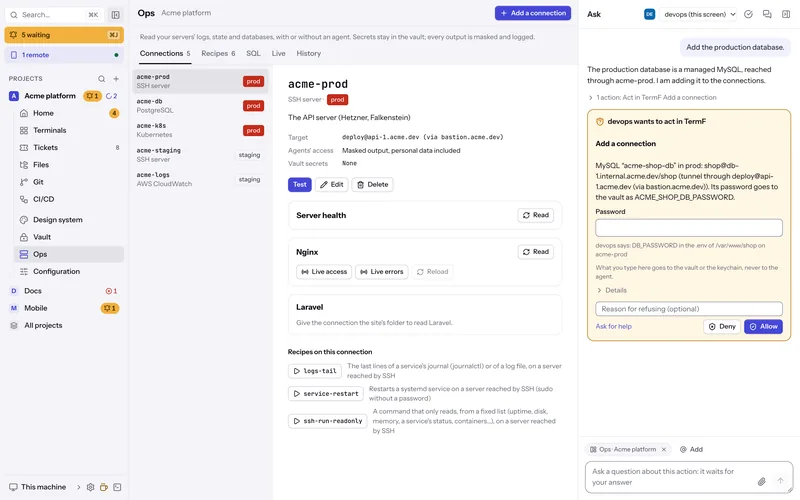 Search... ⌘K
5 waiting ⌘J
1 remote
PROJECTS
A Acme platform 1 2
Home 4
Terminals
Tickets 8
Files
Git
CI/CD
Design system
Vault
Ops
Configuration
D Docs 1
M Mobile 1
All projects
This machine
Ops Acme platform
+ Add a connection
Read your servers' logs, state and databases, with or without an agent. Secrets stay in the vault; every output is masked and logged.
Connections 5 Recipes 6 SQL Live History
acme-prod
SSH server
prod
acme-db
PostgreSQL
prod
acme-k8s
Kubernetes
prod
acme-staging
SSH server
staging
acme-logs
AWS CloudWatch
staging
acme-prod
SSH server prod
The API server (Hetzner, Falkenstein)
Target deploy@api-1.acme.dev (via bastion.acme.dev)
Agents' access Masked output, personal data included
Vault secrets None
Test Edit Delete
Server health Read
Nginx Read
Live access Live errors Reload
Laravel
Give the connection the site's folder to read Laravel.
Recipes on this connection
logs-tail
The last lines of a service's journal (journalctl) or of a log file, on a server
reached by SSH
service-restart
Restarts a systemd service on a server reached by SSH (sudo
without a password)
ssh-run-readonly
A command that only reads, from a fixed list (uptime, disk,
memory, a service's status, containers...), on a server reached
by SSH
Ask
DE devops (this screen)
Add the production database.
The production database is a managed MySQL, reached
through acme-prod. I am adding it to the connections.
1 action: Act in TermF Add a connection
devops wants to act in TermF
Add a connection
MySQL "acme-shop-db" in prod: shop@db-
1.internal.acme.dev/shop (tunnel through deploy@api-
1.acme.dev (via bastion.acme.dev)). Its password goes to
the vault as ACME_SHOP_DB_PASSWORD.
Password
devops says: DB_PASSWORD in the .env of /var/www/shop on
acme-prod
What you type here goes to the vault or the keychain, never to the
agent.
Details
Reason for refusing (optional)
Ask for help Deny Allow
Ops · Acme platform × Add
Ask a question about this action: it waits for
your answer